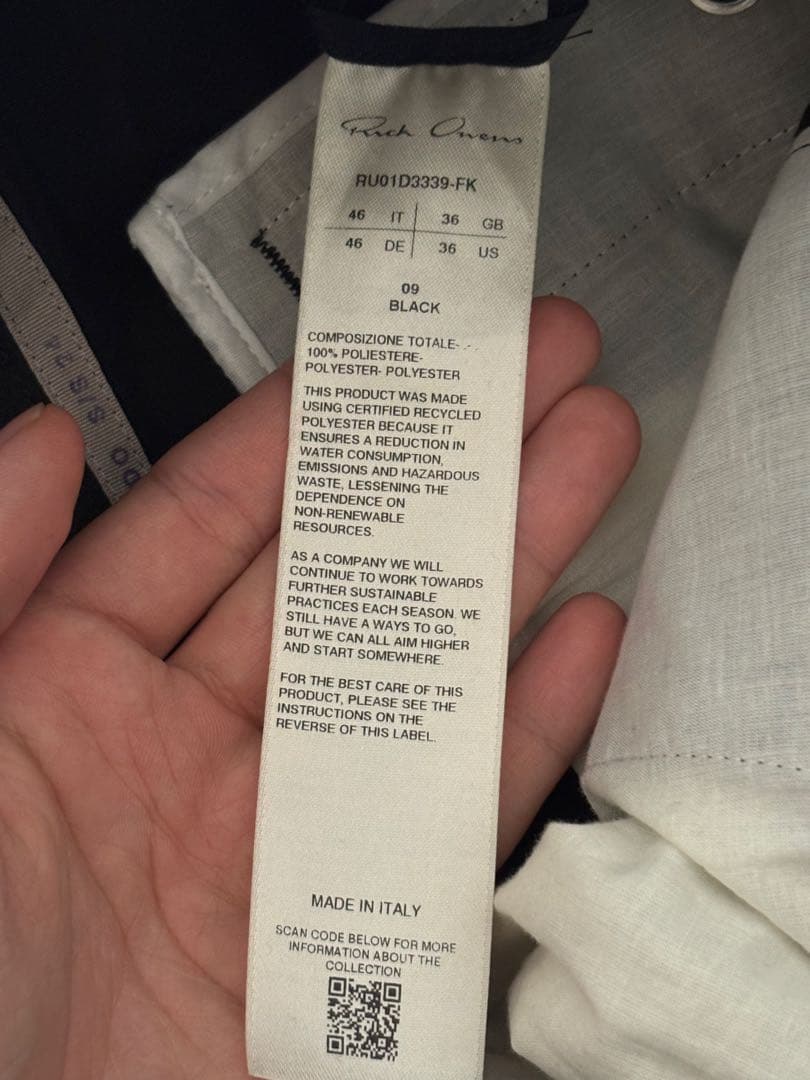 Rick Owens
RU01D3339-FK
46 IT 36 GB
46 DE 36 US
09
BLACK
COMPOSIZIONE TOTALE- -
100% POLIESTERE-
POLYESTER- POLYESTER
THIS PRODUCT WAS MADE
USING CERTIFIED RECYCLED
POLYESTER BECAUSE IT
ENSURES A REDUCTION IN
WATER CONSUMPTION,
EMISSIONS AND HAZARDOUS
WASTE, LESSENING THE
DEPENDENCE ON
NON-RENEWABLE
RESOURCES.
AS A COMPANY WE WILL
CONTINUE TO WORK TOWARDS
FURTHER SUSTAINABLE
PRACTICES EACH SEASON. WE
STILL HAVE A WAYS TO GO,
BUT WE CAN ALL AIM HIGHER
AND START SOMEWHERE.
FOR THE BEST CARE OF THIS
PRODUCT, PLEASE SEE THE
INSTRUCTIONS ON THE
REVERSE OF THIS LABEL.
MADE IN ITALY
SCAN CODE BELOW FOR MORE
INFORMATION ABOUT THE
COLLECTION